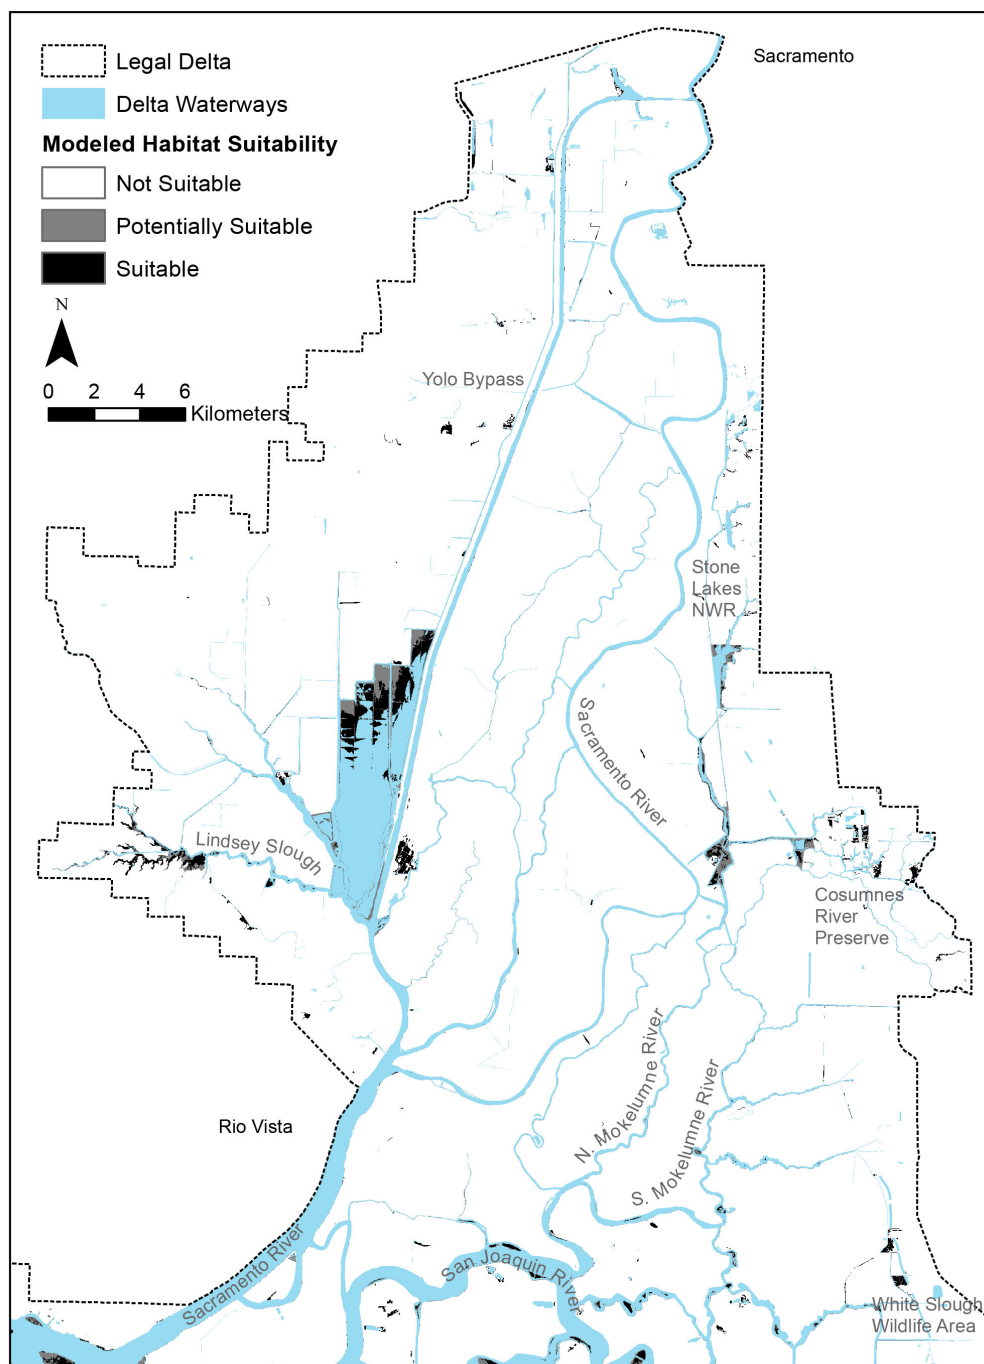 Legal Delta
Delta Waterways
Modeled Habitat Suitability
Not Suitable
Potentially Suitable
Suitable
N
0 2 4 6
Kilometers
Sacramento
Yolo Bypass
Stone
Lakes
NWR
Sacramento River
Lindsey Slough
Cosumnes
River
Preserve
N. Mokelumne River
S. Mokelumne River
Rio Vista
Sacramento River
San Joaquin River
White Slough
Wildlife Area